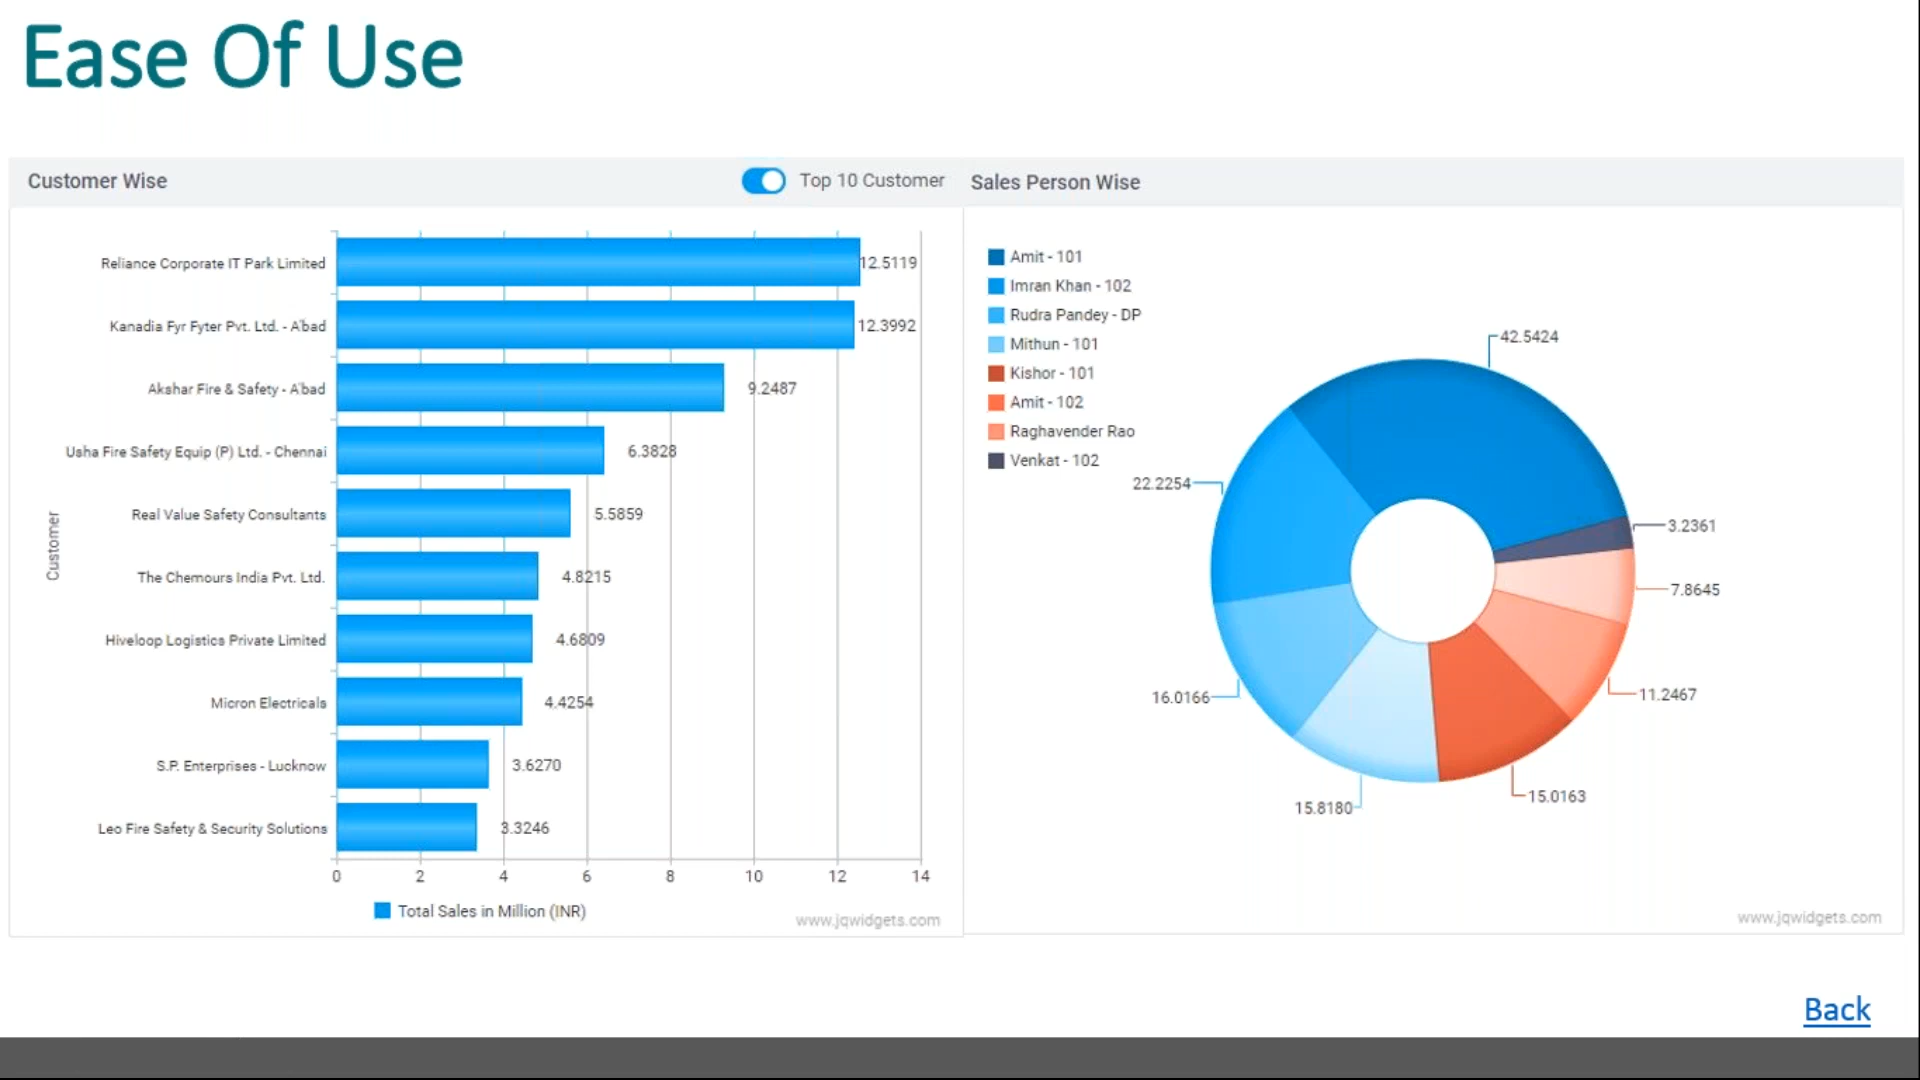 Ease Of Use
Customer Wise
Top 10 Customer
Reliance Corporate IT Park Limited
12.5119
Kanadia Fyr Fyter Pvt. Ltd. - A'bad
12.3992
Akshar Fire & Safety - A'bad
9.2487
Usha Fire Safety Equip (P) Ltd. - Chennai
6.3828
Real Value Safety Consultants
5.5859
The Chemours India Pvt. Ltd.
4.8215
Hiveloop Logistics Private Limited
4.6809
Micron Electricals
4.4254
S.P. Enterprises - Lucknow
3.6270
Leo Fire Safety & Security Solutions
3.3246
Customer
0 2 4 6 8 10 12 14
Total Sales in Million (INR)
www.jqwidgets.com
Sales Person Wise
Amit - 101
Imran Khan - 102
Rudra Pandey - DP
Mithun - 101
Kishor - 101
Amit - 102
Raghavender Rao
Venkat - 102
42.5424
22.2254
3.2361
7.8645
11.2467
16.0166
15.0163
15.8180
www.jqwidgets.com
Back